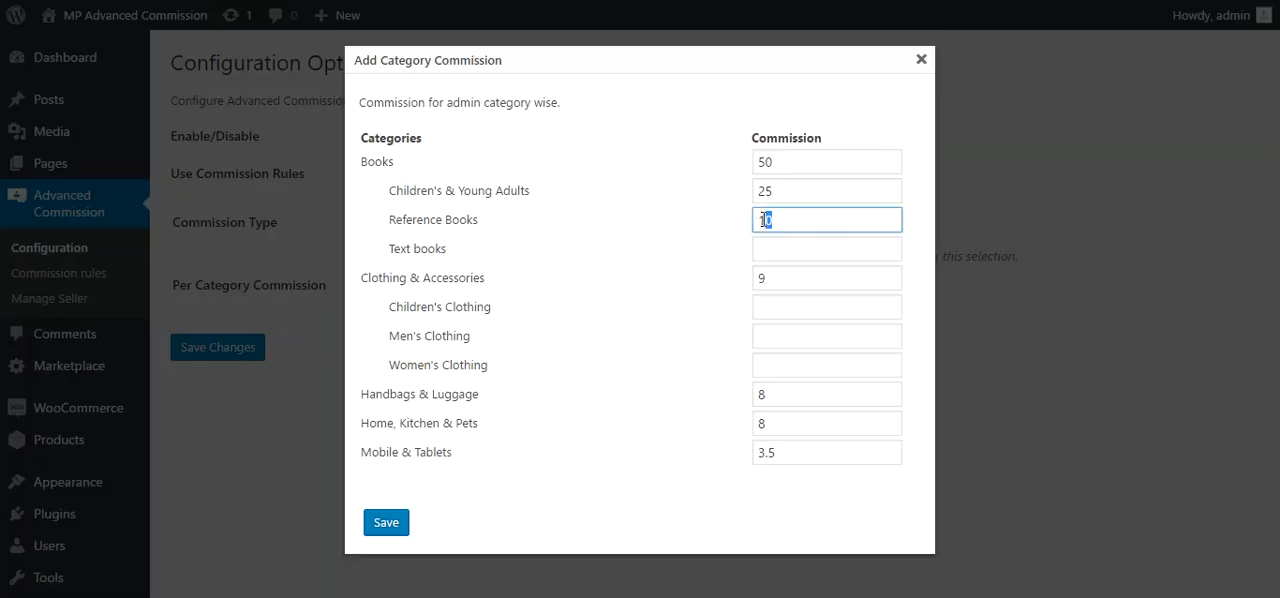 MP Advanced Commission 1 0 New Howdy, admin
Dashboard
Posts
Media
Pages
Advanced
Commission
Configuration
Commission rules
Manage Seller
Comments
Marketplace
WooCommerce
Products
Appearance
Plugins
Users
Tools
Configuration Opt
Configure Advanced Commissio
Enable/Disable
Use Commission Rules
Commission Type
this selection.
Per Category Commission
Save Changes
Add Category Commission
Commission for admin category wise.
Categories Commission
Books 50
Children's & Young Adults 25
Reference Books 10
Text books
Clothing & Accessories 9
Children's Clothing
Men's Clothing
Women's Clothing
Handbags & Luggage 8
Home, Kitchen & Pets 8
Mobile & Tablets 3.5
Save